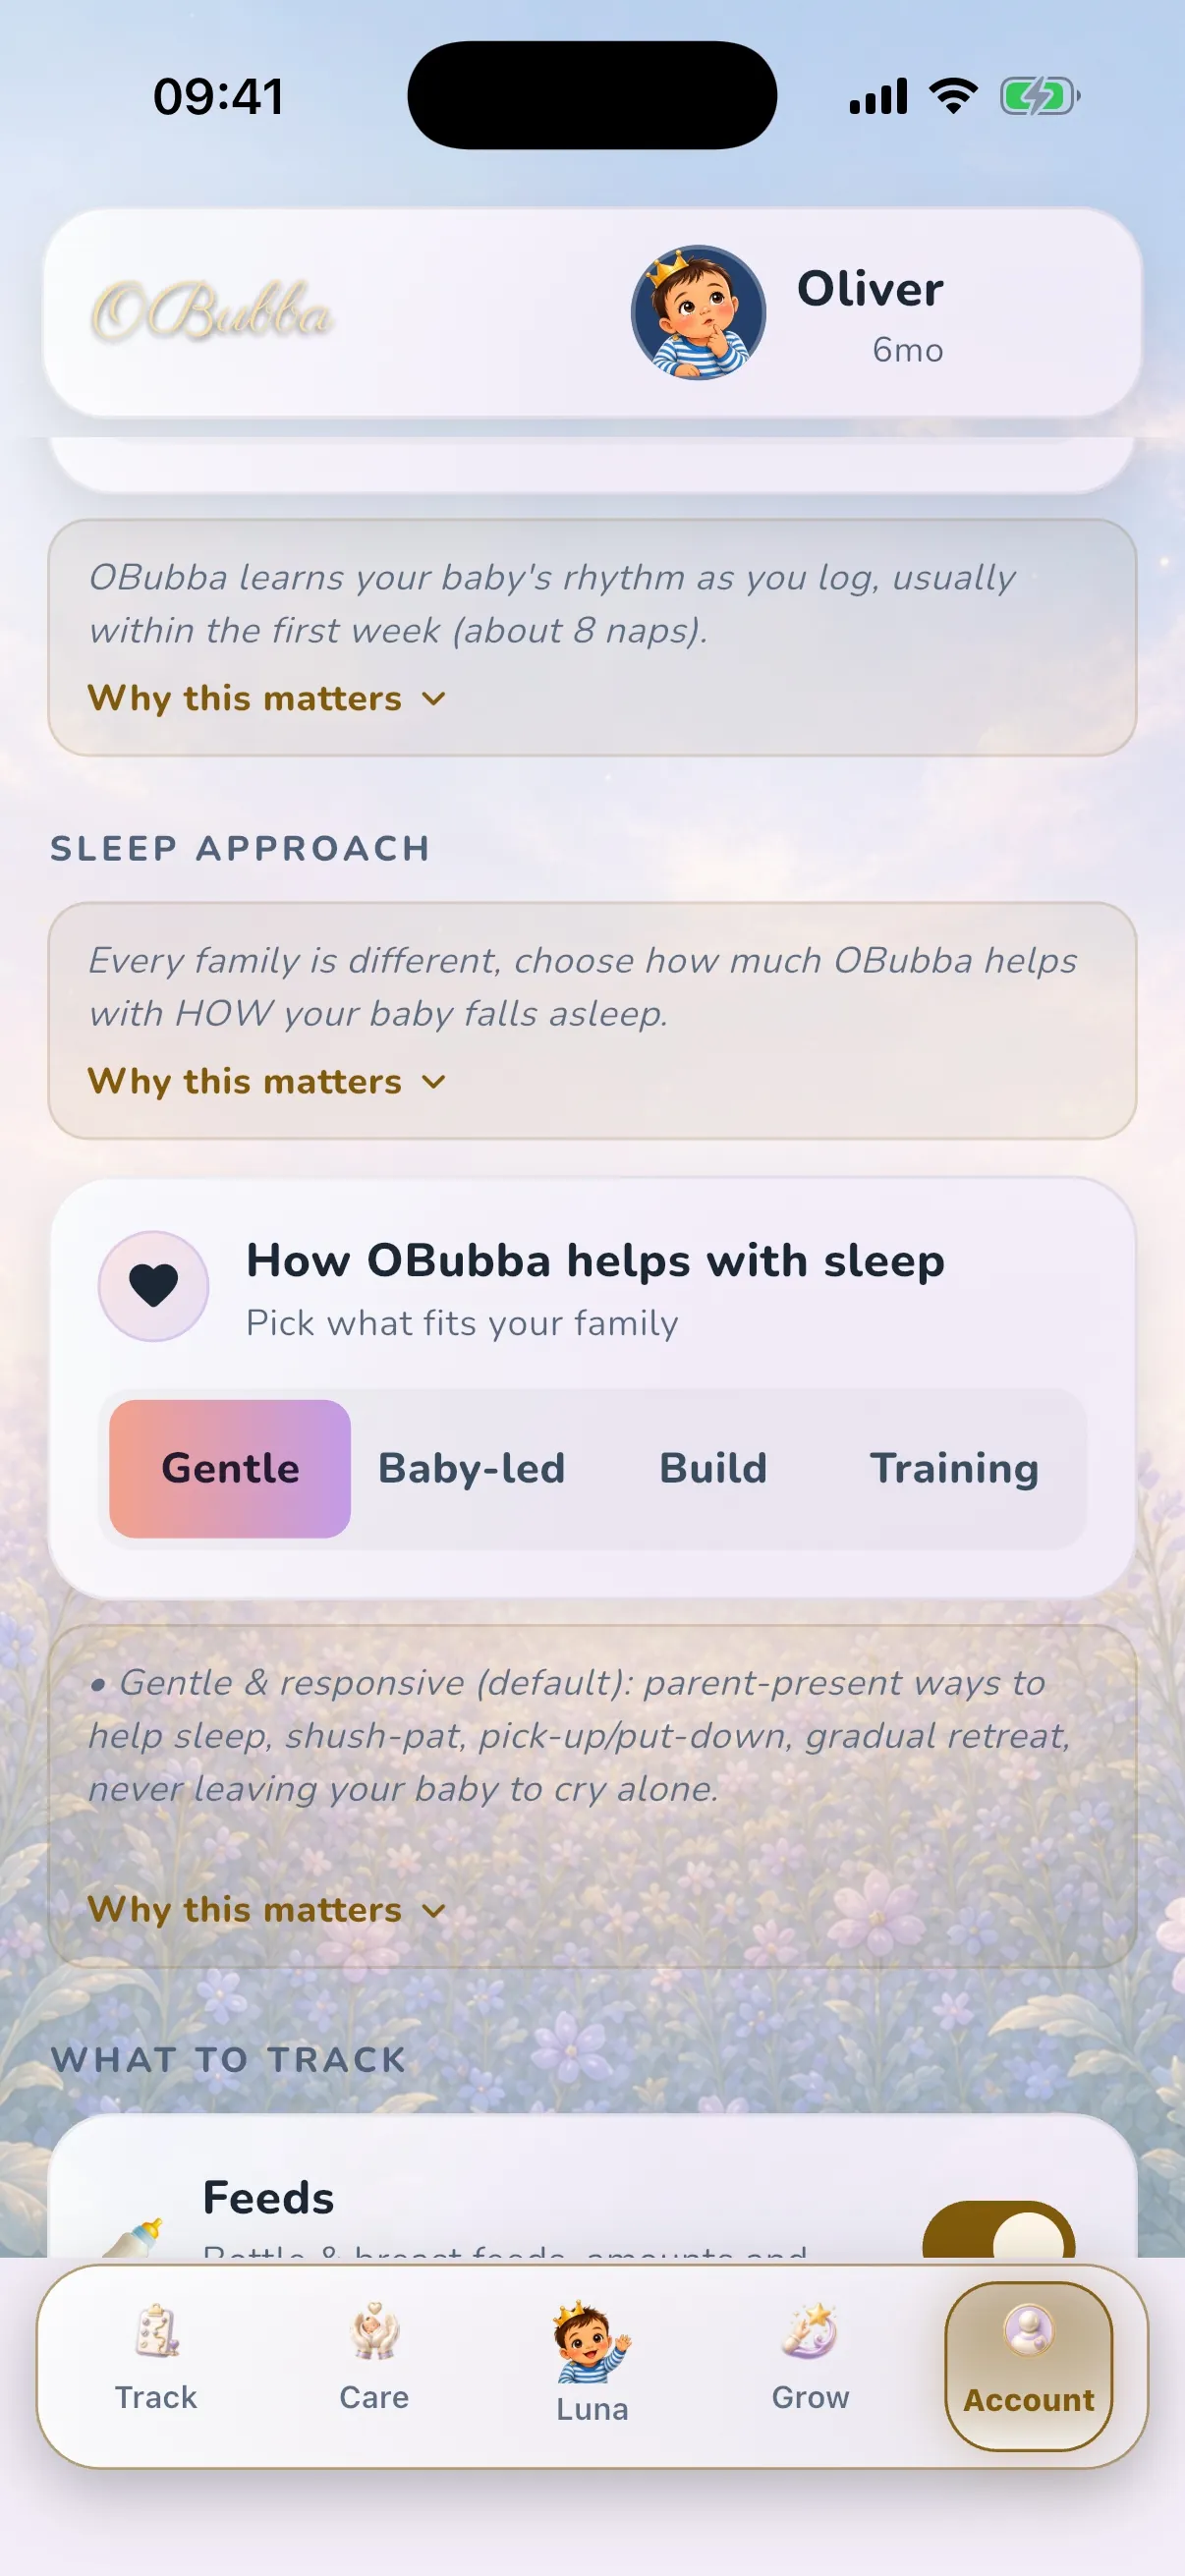 09:41
OBubba
Oliver
6mo
OBubba learns your baby's rhythm as you log, usually
within the first week (about 8 naps).
Why this matters
SLEEP APPROACH
Every family is different, choose how much OBubba helps
with HOW your baby falls asleep.
Why this matters
How OBubba helps with sleep
Pick what fits your family
Gentle Baby-led Build Training
• Gentle & responsive (default): parent-present ways to
help sleep, shush-pat, pick-up/put-down, gradual retreat,
never leaving your baby to cry alone.
Why this matters
WHAT TO TRACK
Feeds
Bottle & breast feeds, amounts and
Track Care Luna Grow Account